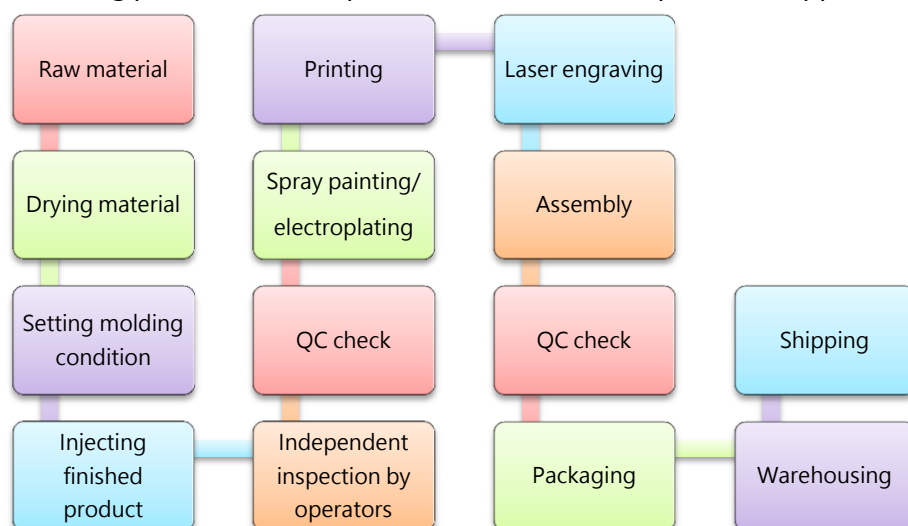 Raw material
Drying material
Setting molding
condition
Injecting
finished
product
Independent
inspection by
operators
QC check
Spray painting/
electroplating
Printing
Laser engraving
Assembly
QC check
Packaging
Warehousing
Shipping